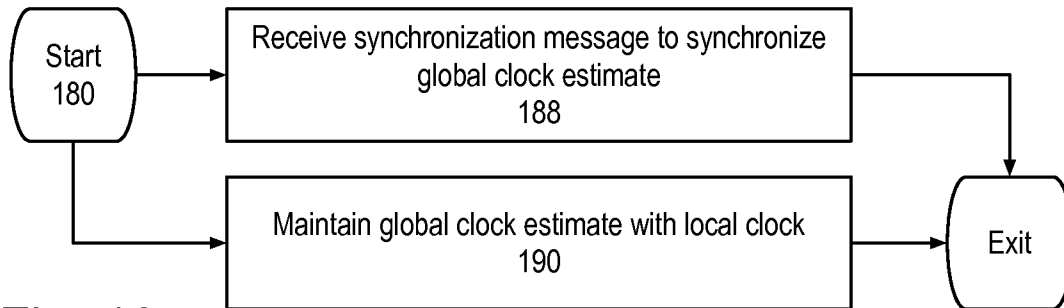 Start
180
Receive synchronization message to synchronize
global clock estimate
188
Maintain global clock estimate with local clock
190
Exit